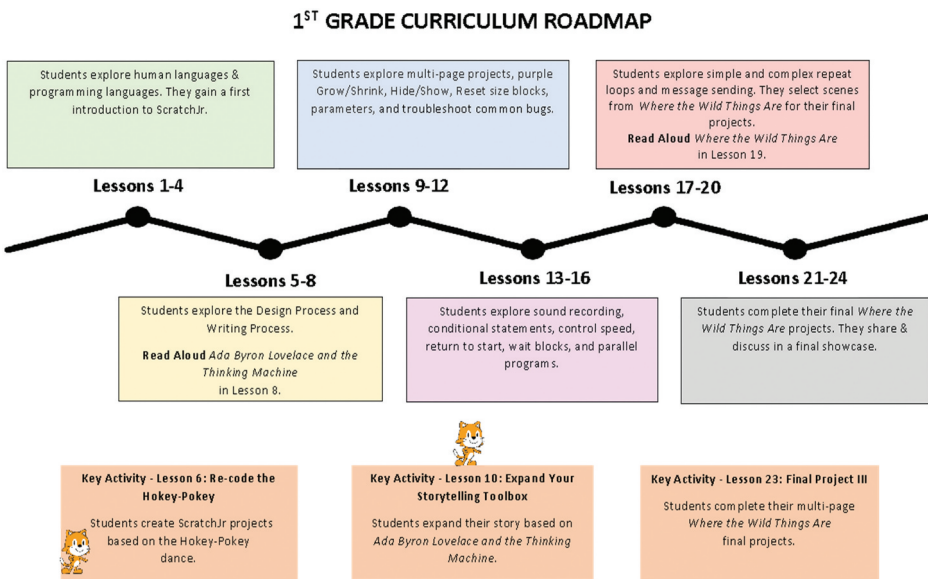 1ST GRADE CURRICULUM ROADMAP
Students explore human languages &
programming languages. They gain a first
introduction to ScratchJr.
Students explore multi-page projects, purple
Grow/Shrink, Hide/Show, Reset size blocks,
parameters, and troubleshoot common bugs.
Students explore simple and complex repeat
loops and message sending. They select scenes
from Where the Wild Things Are for their final
projects.
Read Aloud Where the Wild Things Are
in Lesson 19.
Lessons 1-4
Lessons 9-12
Lessons 17-20
Lessons 5-8
Lessons 13-16
Lessons 21-24
Students explore the Design Process and
Writing Process.
Read Aloud Ada Byron Lovelace and the
Thinking Machine
in Lesson 8.
Students explore sound recording,
conditional statements, control speed,
return to start, wait blocks, and parallel
programs.
Students complete their final Where the
Wild Things Are projects. They share &
discuss in a final showcase.
Key Activity - Lesson 6: Re-code the
Hokey-Pokey
Students create ScratchJr projects
based on the Hokey-Pokey
dance.
Key Activity - Lesson 10: Expand Your
Storytelling Toolbox
Students expand their story based on
Ada Byron Lovelace and the Thinking
Machine.
Key Activity - Lesson 23: Final Project III
Students complete their multi-page
Where the Wild Things Are
final projects.